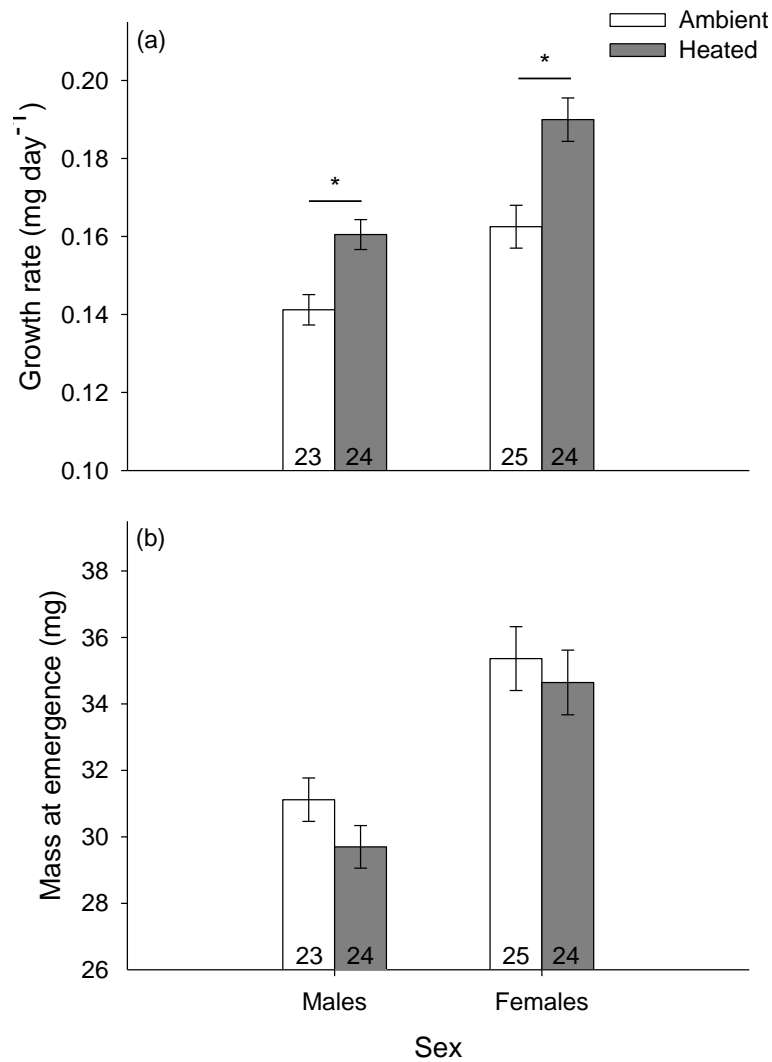 Ambient
Heated
(a)
*
*
0.20
0.18
0.16
0.14
0.12
0.10
Growth rate (mg day-1)
23 24 25 24
(b)
38
36
34
32
30
28
26
Mass at emergence (mg)
23 24 25 24
Males Females
Sex